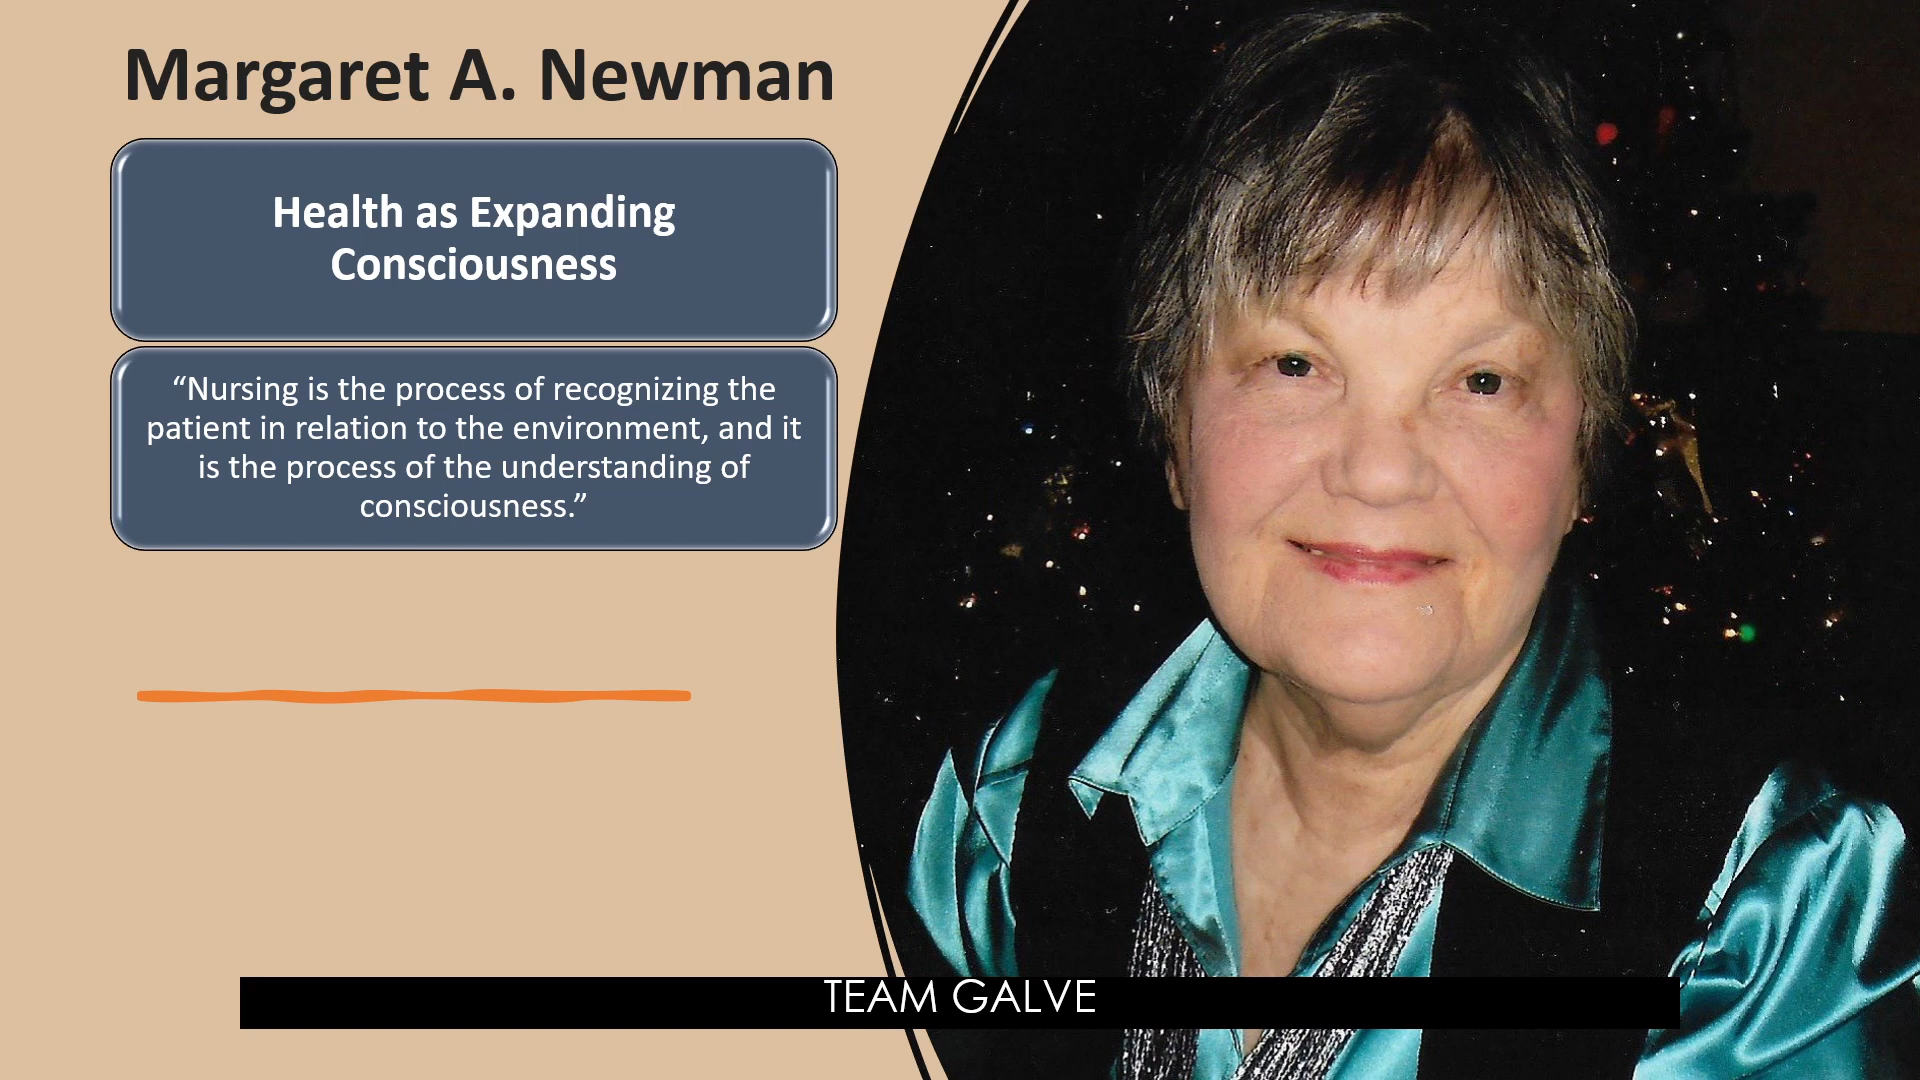 Margaret A. Newman
Health as Expanding
Consciousness
“Nursing is the process of recognizing the
patient in relation to the environment, and it
is the process of the understanding of
consciousness.”
TEAM GALVE